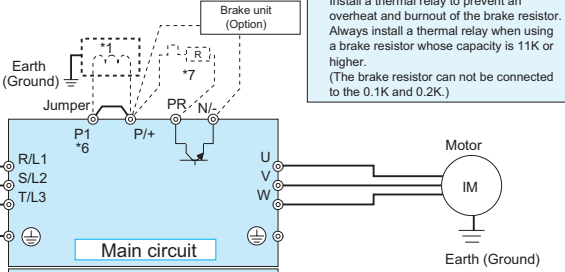 Brake unit
(Option)
Install a thermal relay to prevent an
overheat and burnout of the brake resistor.
Always install a thermal relay when using
a brake resistor whose capacity is 11K or
higher.
(The brake resistor can not be connected
to the 0.1K and 0.2K.)
*1
R
*7
Earth
(Ground)
Jumper
PR
N/-
P1
*6
P/+
R/L1
S/L2
T/L3
U
V
W
Motor
IM
Main circuit
Earth (Ground)